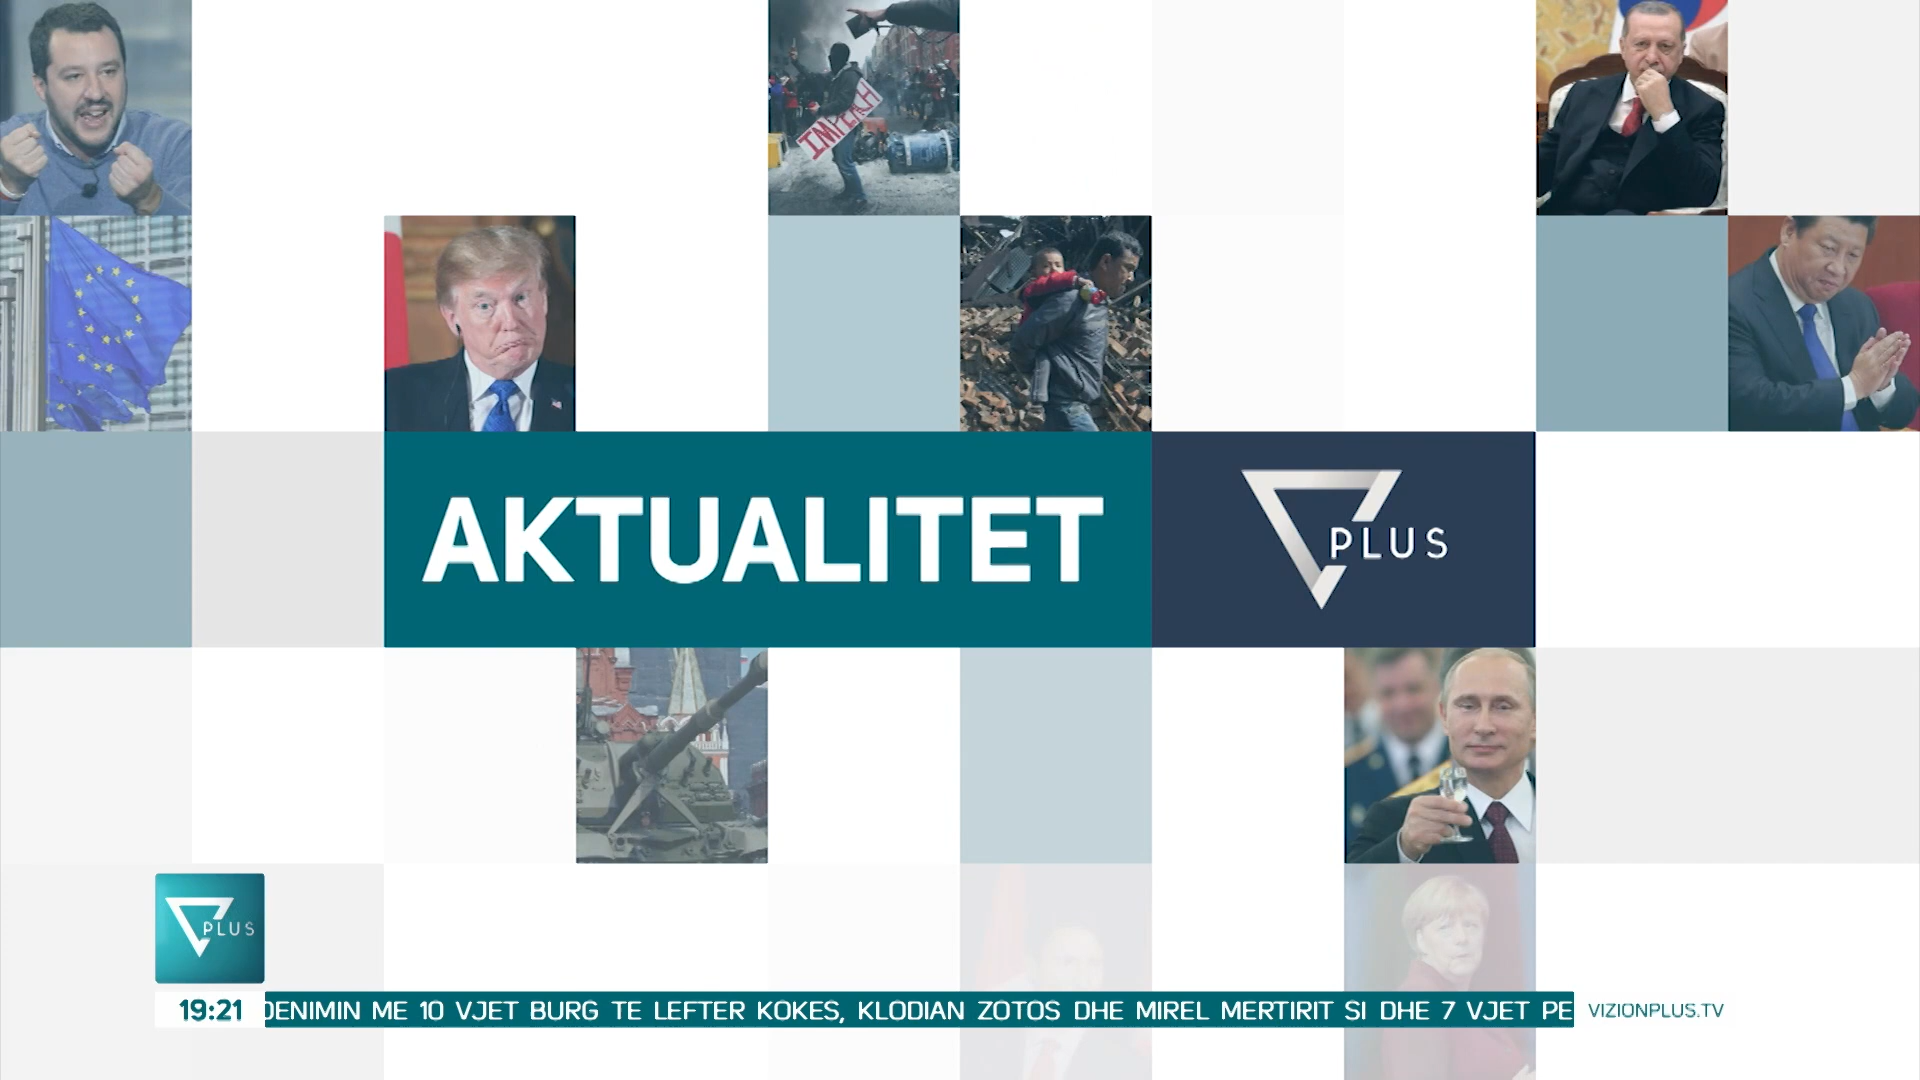 IMPEACH
AKTUALITET
PLUS
PLUS
19:21
DENIMIN ME 10 VJET BURG TE LEFTER KOKES, KLODIAN ZOTOS DHE MIREL MERTIRIT SI DHE 7 VJET PE
VIZIONPLUS.TV